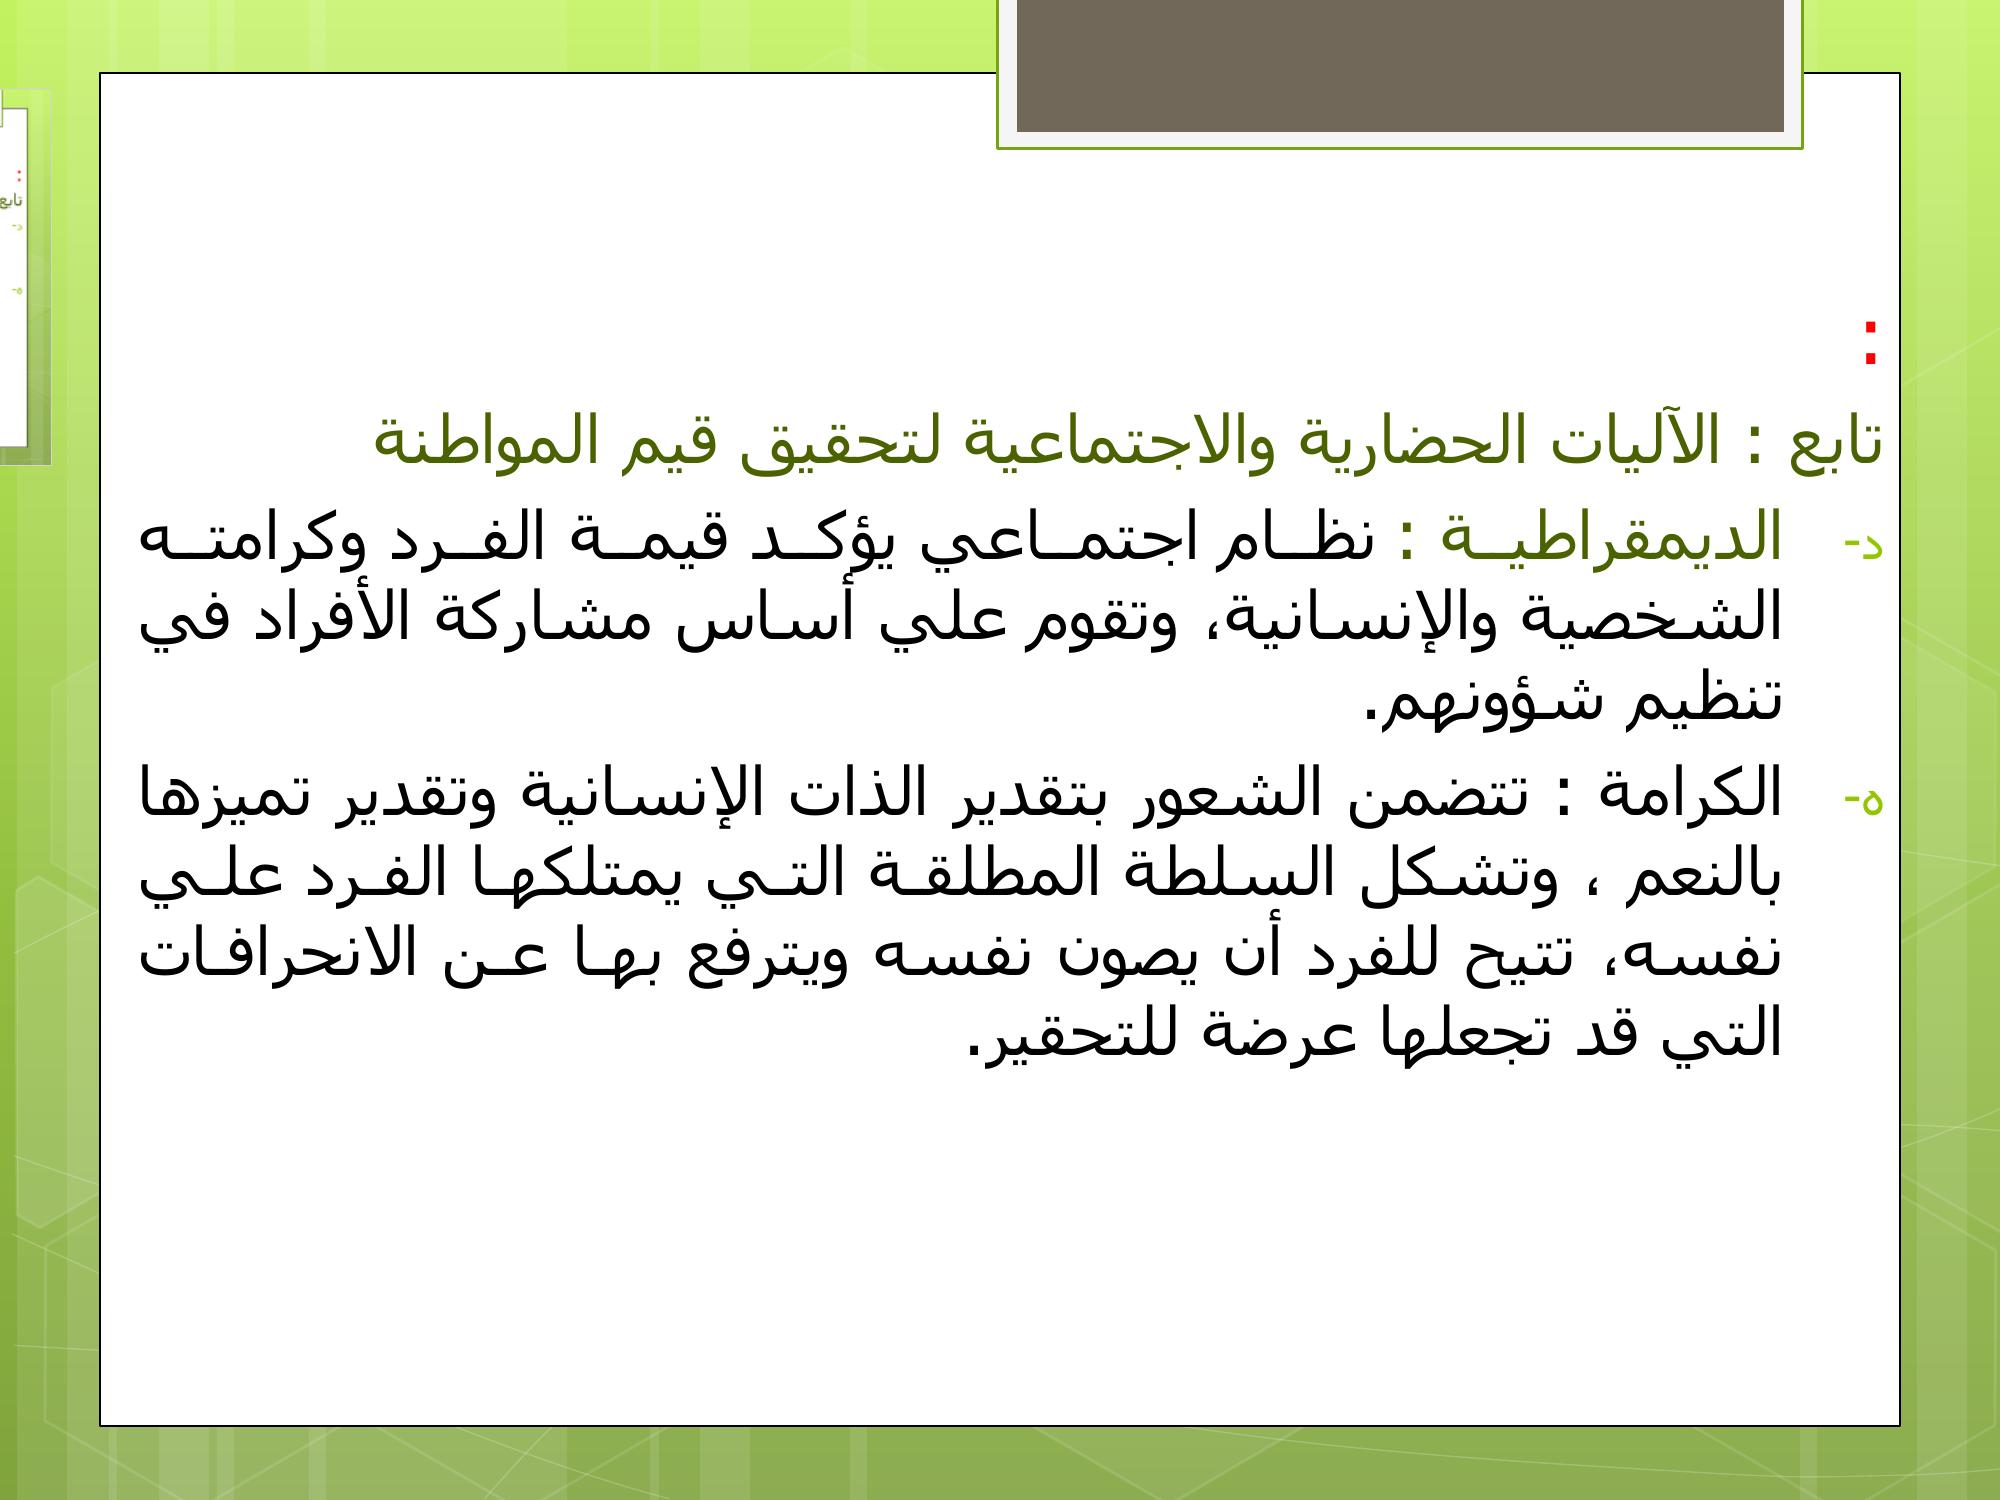 :
تابع : الآليات الحضارية والاجتماعية لتحقيق قيم المواطنة
د- الديمقراطية : نظام اجتماعي يؤكد قيمة الفرد وكرامته
الشخصية والإنسانية، وتقوم علي أساس مشاركة الأفراد في
تنظيم شؤونهم.
ه- الكرامة : تتضمن الشعور بتقدير الذات الإنسانية وتقدير تميزها
بالنعم ، وتشكل السلطة المطلقة التي يمتلكها الفرد علي
نفسه، تتيح للفرد أن يصون نفسه ويترفع بها عن الانحرافات
التي قد تجعلها عرضة للتحقير.
:
تابع
د-
ه-